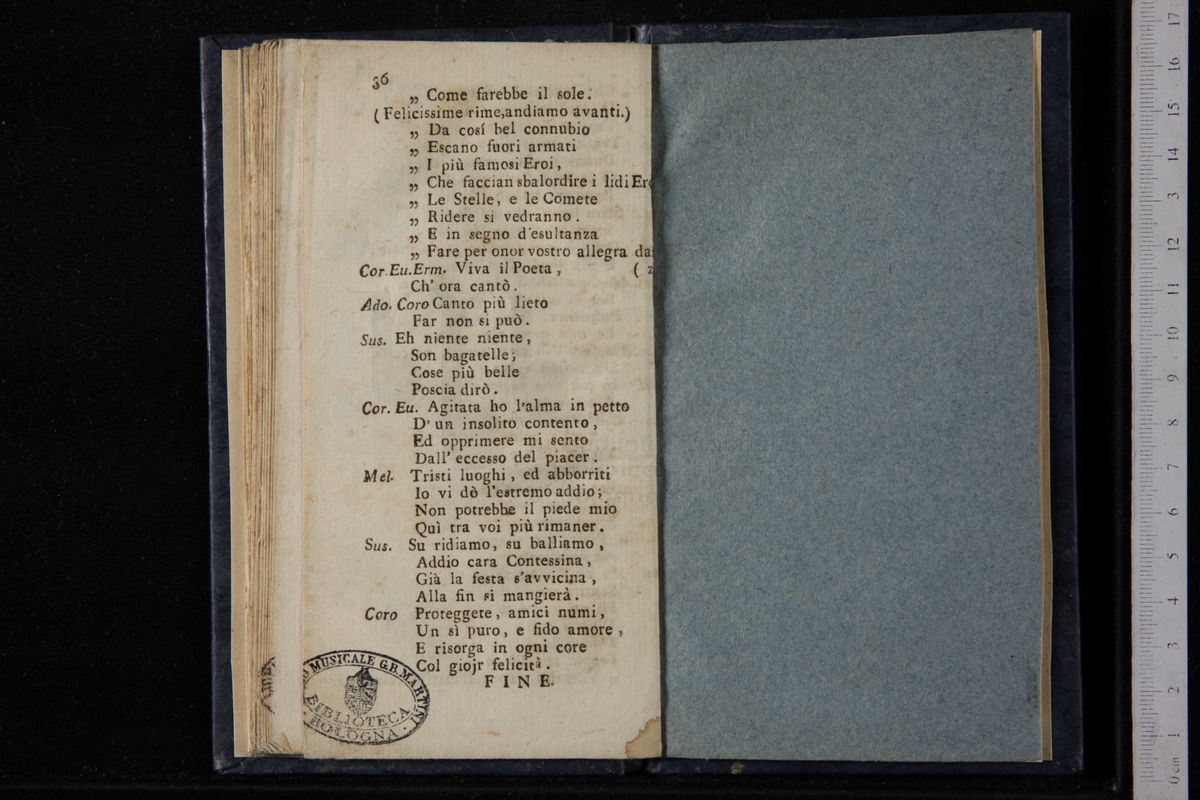 36
„ Come farebbe il sole.
( Felicissime rime,andiamo avanti.)
„ Da cosí bel connubio
„ Escano fuori armati
„ I più famosi Eroi,
„ Che faccian sbalordire i lidi
„ Le Stelle, e le Comete
„ Ridere si vedranno.
„ E in segno d'esultanza
„ Fare per onor vostro allegra
Cor.Eu.Erm. Viva il Poeta, (
Ch' ora cantò.
Ado. Coro Canto più lieto
Far non si può.
Sus. Eh niente niente,
Son bagatelle;
Cose più belle
Poscia dirò.
Cor. Eu. Agitata ho l'alma in petto
D' un insolito contento,
Ed opprimere mi sento
Dall' eccesso del piacer.
Mel. Tristi luoghi, ed abborriti
Io vi dò l'estremo addio;
Non potrebbe il piede mio
Quì tra voi più rimaner.
Sus. Su ridiamo, su balliamo,
Addio cara Contessina,
Già la festa s'avvicina,
Alla fin si mangierà.
Coro Proteggete, amici numi,
Un sì puro, e fido amore,
E risorga in ogni core
Col giojr felicità.
FINE.
MUSICALE G.B. MARTINI
BIBLIOTECA
BOLOGNA
0 cm 1 2 3 4 5 6 7 8 9 10 11 12 13 14 15 16 17